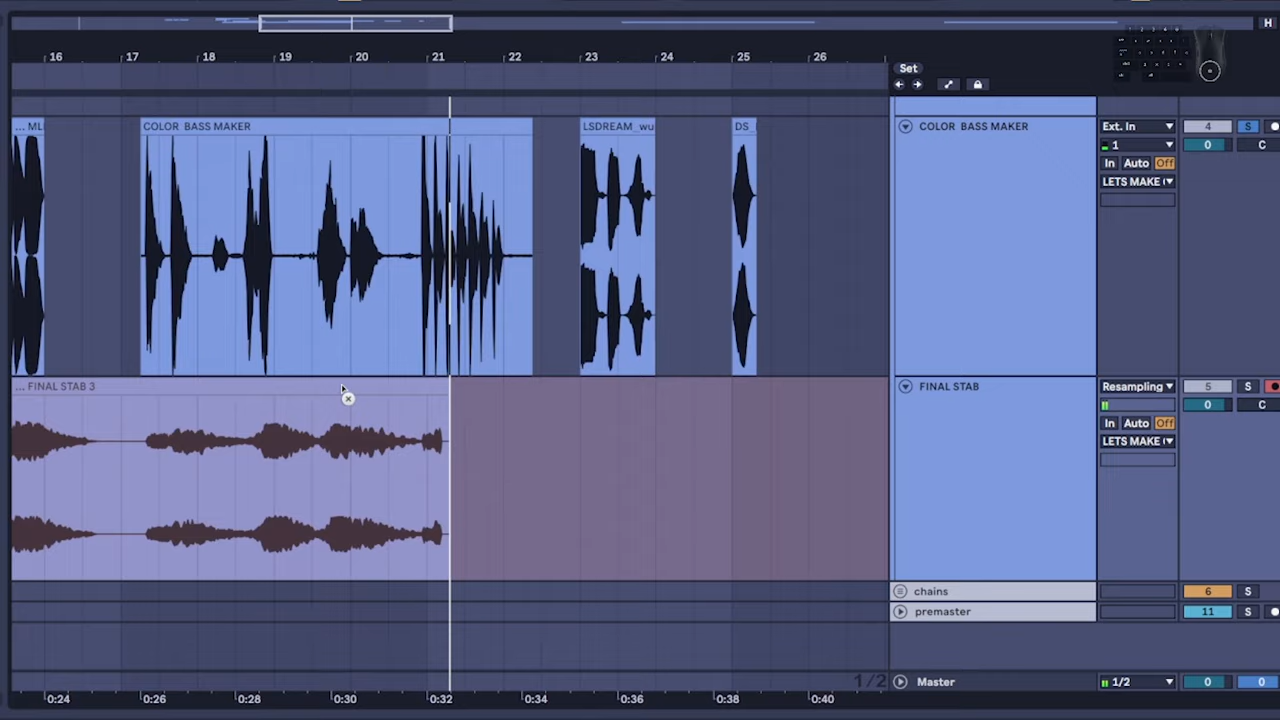 H
16 17 18 19 20 21 22 23 24 25 26
Set
... MLI COLOR BASS MAKER LSDREAM_wu DS_ COLOR BASS MAKER Ext. In 4 S
1 0 C
In Auto Off
LETS MAKE
... FINAL STAB 3 FINAL STAB Resampling 5 S
0 C
In Auto Off
LETS MAKE
chains 6 S
premaster 11 S
1/2 Master 1/2 0 0
0:24 0:26 0:28 0:30 0:32 0:34 0:36 0:38 0:40